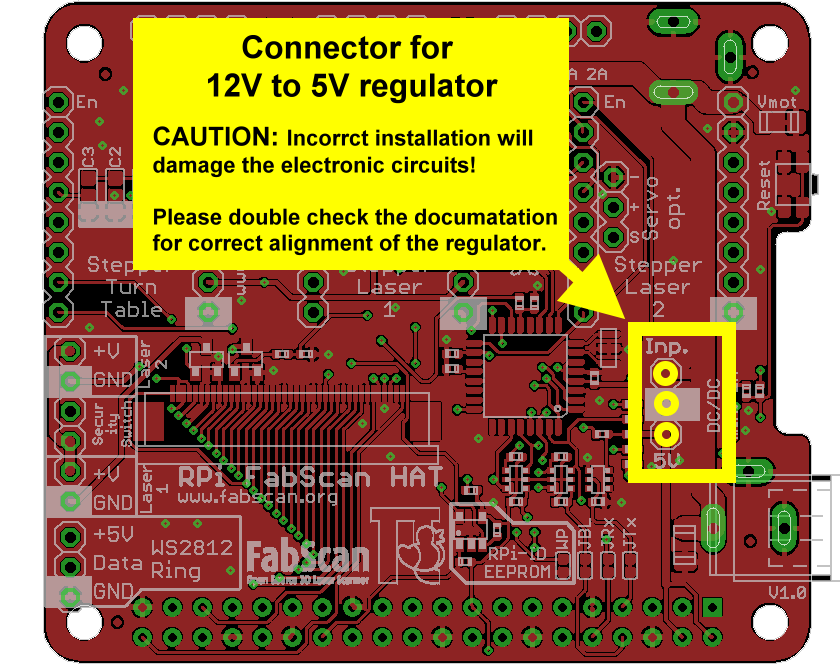 Connector for
12V to 5V regulator
CAUTION: Incorrct installation will
damage the electronic circuits!
Please double check the documatation
for correct alignment of the regulator.
2A
En
En
Vmot
C3
C2
Reset
Servo
opt.
-
+
S
Stepper
Turn
Table
Stepper
Laser
1
Stepper
Laser
2
Inp.
DC/DC
5V
+V
GND
Laser
2
Secur
ity
Switch
+V
GND
Laser
1
RPi FabScan HAT
www.fabscan.org
+5V
Data
GND
WS2812
Ring
FabScan
Open Source 3D Laser Scanner
RPi-ID
EEPROM
WP
JBL
JRx
JTx
V1.0